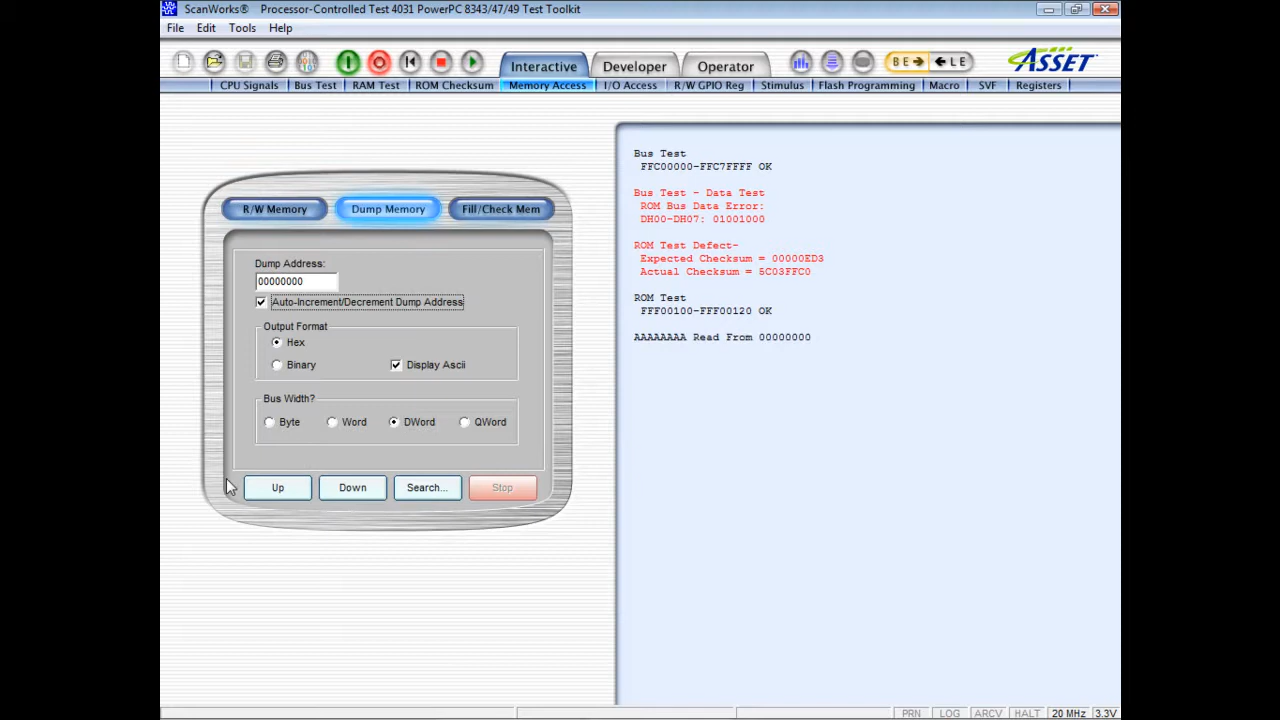 ScanWorks® Processor-Controlled Test 4031 PowerPC 8343/47/49 Test Toolkit
File Edit Tools Help
Interactive Developer Operator BE LE ASSET
CPU Signals Bus Test RAM Test ROM Checksum Memory Access I/O Access R/W GPIO Reg Stimulus Flash Programming Macro SVF Registers
R/W Memory Dump Memory Fill/Check Mem
Dump Address:
00000000
Auto-Increment/Decrement Dump Address
Output Format
Hex
Binary Display Ascii
Bus Width?
Byte Word DWord QWord
Up Down Search... Stop
Bus Test
FFC00000-FFC7FFFF OK
Bus Test - Data Test
ROM Bus Data Error:
DH00-DH07: 01001000
ROM Test Defect-
Expected Checksum = 00000ED3
Actual Checksum = 5C03FFC0
ROM Test
FFF00100-FFF00120 OK
AAAAAAAA Read From 00000000
PRN LOG ARCV HALT 20 MHz 3.3V